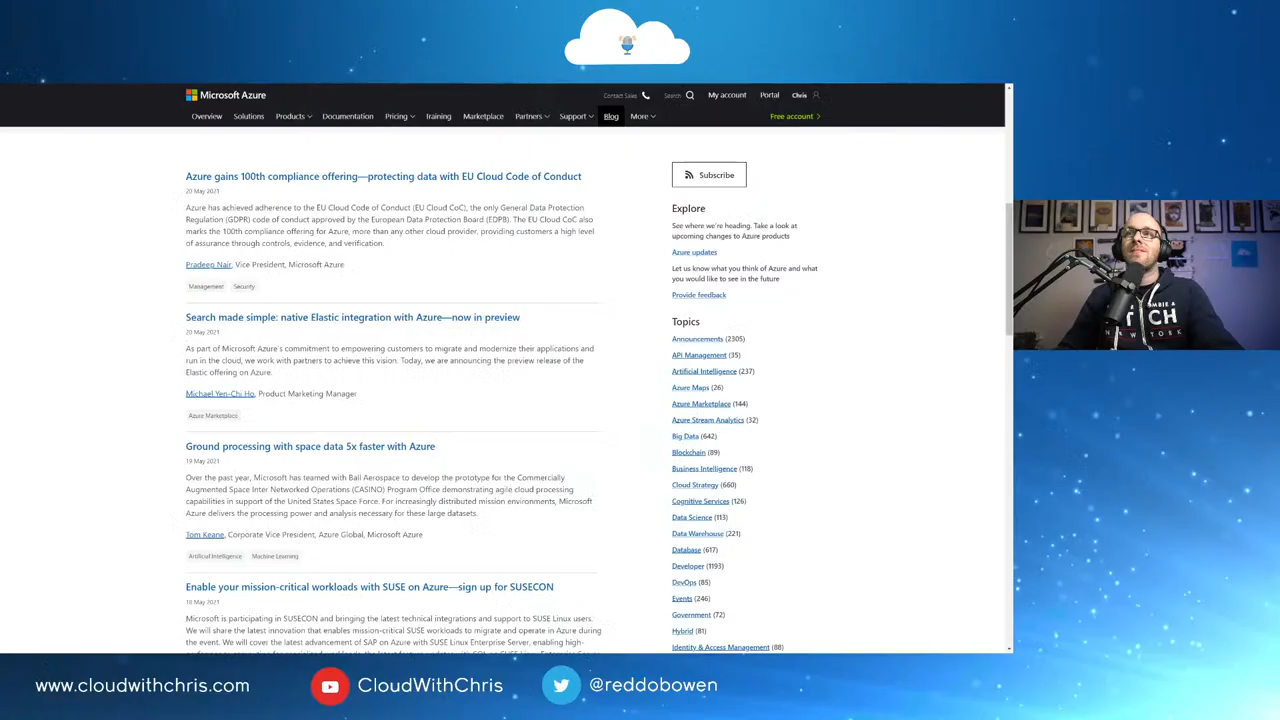 Microsoft Azure
Contact Sales
Search
My account
Portal
Chris
Overview
Solutions
Products
Documentation
Pricing
Training
Marketplace
Partners
Support
Blog
More
Free account
Azure gains 100th compliance offering—protecting data with EU Cloud Code of Conduct
20 May 2021
Azure has achieved adherence to the EU Cloud Code of Conduct (EU Cloud CoC), the only General Data Protection
Regulation (GDPR) code of conduct approved by the European Data Protection Board (EDPB). The EU Cloud CoC also
marks the 100th compliance offering for Azure, more than any other cloud provider, providing customers a high level
of assurance through controls, evidence, and verification.
Pradeep Nair, Vice President, Microsoft Azure
Management
Security
Search made simple: native Elastic integration with Azure—now in preview
20 May 2021
As part of Microsoft Azure's commitment to empowering customers to migrate and modernize their applications and
run in the cloud, we work with partners to achieve this vision. Today, we are announcing the preview release of the
Elastic offering on Azure.
Michael Yen-Chi Ho, Product Marketing Manager
Azure Marketplace
Ground processing with space data 5x faster with Azure
19 May 2021
Over the past year, Microsoft has teamed with Ball Aerospace to develop the prototype for the Commercially
Augmented Space Inter Networked Operations (CASINO) Program Office demonstrating agile cloud processing
capabilities in support of the United States Space Force. For increasingly distributed mission environments, Microsoft
Azure delivers the processing power and analysis necessary for these large datasets.
Tom Keane, Corporate Vice President, Azure Global, Microsoft Azure
Artificial Intelligence
Machine Learning
Enable your mission-critical workloads with SUSE on Azure—sign up for SUSECON
18 May 2021
Microsoft is participating in SUSECON and bringing the latest technical integrations and support to SUSE Linux users.
We will share the latest innovation that enables mission-critical SUSE workloads to migrate and operate in Azure during
the event. We will cover the latest advancement of SAP on Azure with SUSE Linux Enterprise Server, enabling high-
Subscribe
Explore
See where we're heading. Take a look at
upcoming changes to Azure products
Azure updates
Let us know what you think of Azure and what
you would like to see in the future
Provide feedback
Topics
Announcements (2305)
API Management (35)
Artificial Intelligence (237)
Azure Maps (26)
Azure Marketplace (144)
Azure Stream Analytics (32)
Big Data (642)
Blockchain (89)
Business Intelligence (118)
Cloud Strategy (660)
Cognitive Services (126)
Data Science (113)
Data Warehouse (221)
Database (617)
Developer (1193)
DevOps (85)
Events (246)
Government (72)
Hybrid (81)
Identity & Access Management (88)
NEW YORK
www.cloudwithchris.com
CloudWithChris
@reddobowen